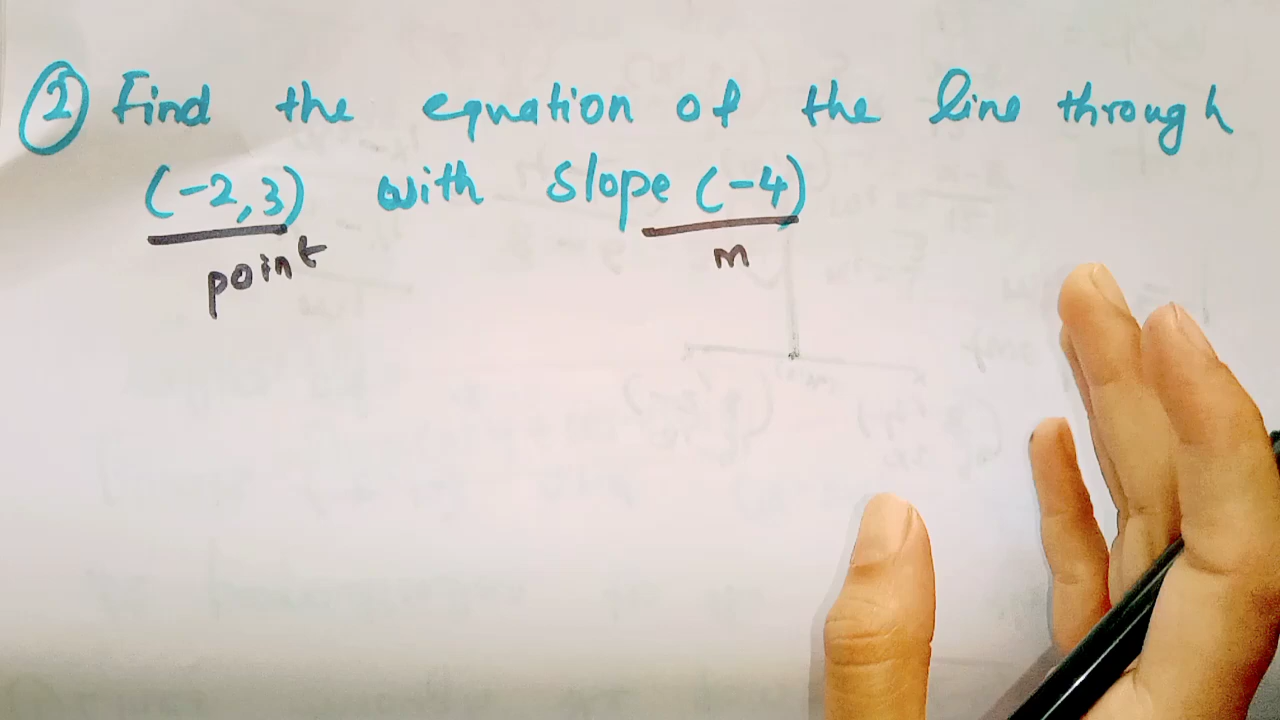 ② Find the equation of the line through
(-2,3) with slope (-4)
point m